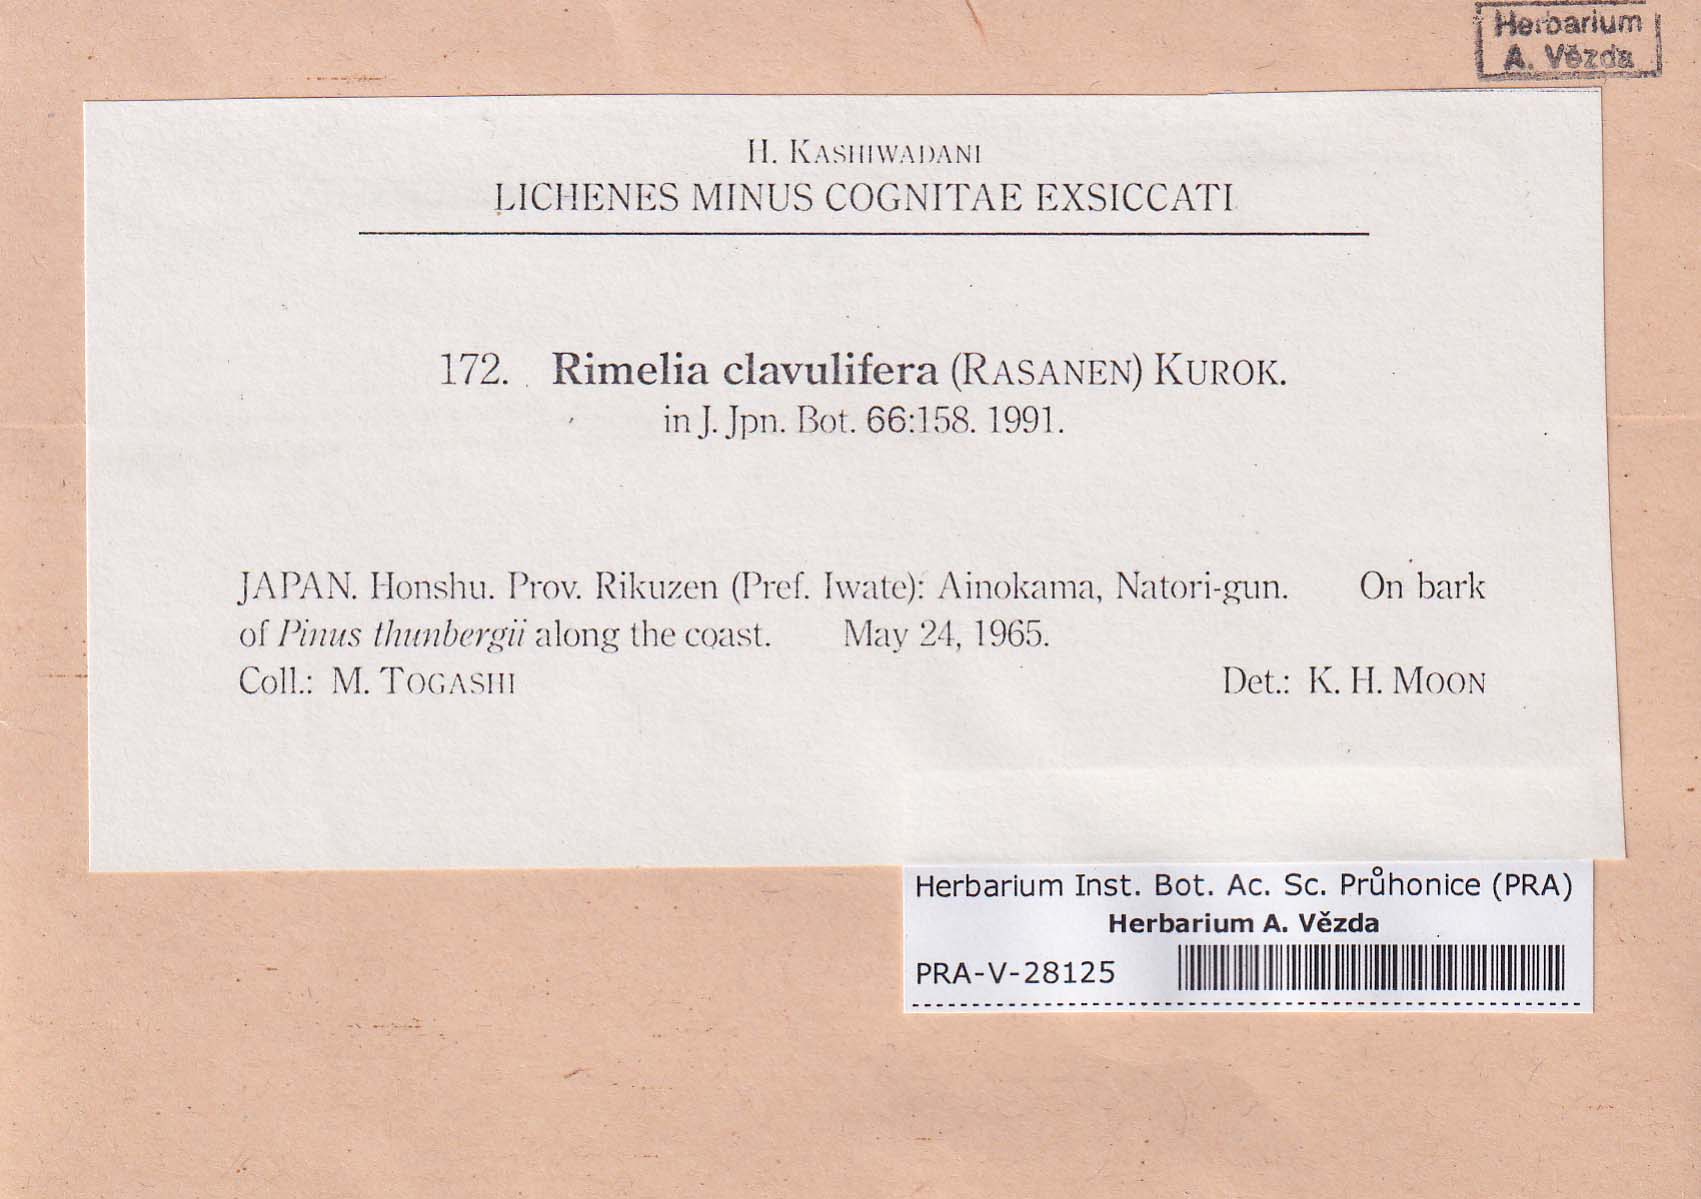 Herbarium
A. Vězda
H. KASHIWADANI
LICHENES MINUS COGNITAE EXSICCATI
172. Rimelia clavulifera (RASANEN) KUROK.
in J. Jpn. Bot. 66:158. 1991.
JAPAN. Honshu. Prov. Rikuzen (Pref. Iwate): Ainokama, Natori-gun. On bark
of Pinus thunbergii along the coast. May 24, 1965.
Coll.: M. TOGASHI Det.: K. H. MOON
Herbarium Inst. Bot. Ac. Sc. Průhonice (PRA)
Herbarium A. Vězda
PRA-V-28125